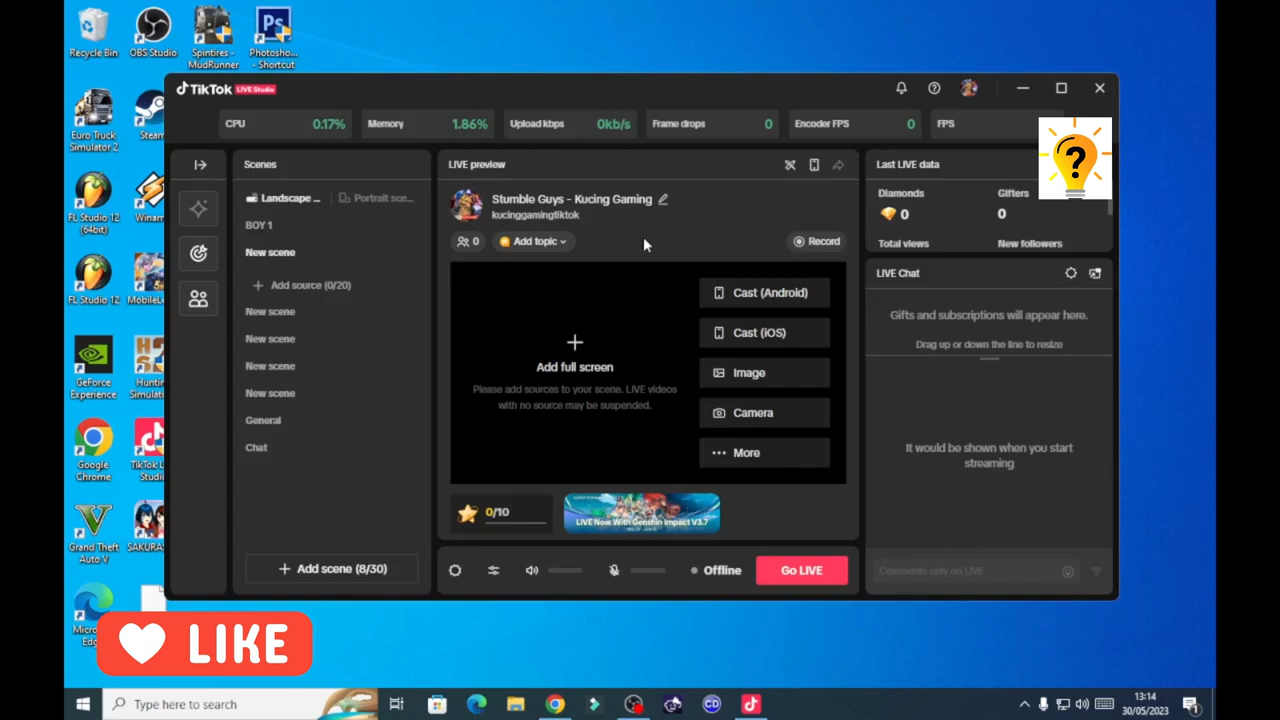 Recycle Bin
OBS Studio
Spintires -
MudRunner
Photosho...
- Shortcut
Euro Truck
Simulator 2
Steam
FL Studio 12
(64bit)
Winam
FL Studio 12
MobileLe
GeForce
Experience
Hunti
Simulat
Google
Chrome
TikTok L
Studio
Grand Theft
Auto V
SAKURA
Micro
Edg
TikTok LIVE Studio
CPU 0.17%
Memory 1.86%
Upload kbps 0kb/s
Frame drops 0
Encoder FPS 0
FPS
?
Scenes
Landscape ...
Portrait sce...
BOY 1
New scene
Add source (0/20)
New scene
New scene
New scene
New scene
General
Chat
Add scene (8/30)
LIVE preview
Stumble Guys - Kucing Gaming
kucinggamingtiktok
0
Add topic
Record
Add full screen
Please add sources to your scene. LIVE videos
with no source may be suspended.
Cast (Android)
Cast (iOS)
Image
Camera
More
0/10
LIVE Now With Genshin Impact V3.7
Offline
Go LIVE
Last LIVE data
Diamonds
Gifters
0
0
Total views
New followers
LIVE Chat
Gifts and subscriptions will appear here.
Drag up or down the line to resize
It would be shown when you start
streaming
Comments only on LIVE
LIKE
Type here to search
13:14
30/05/2023
1